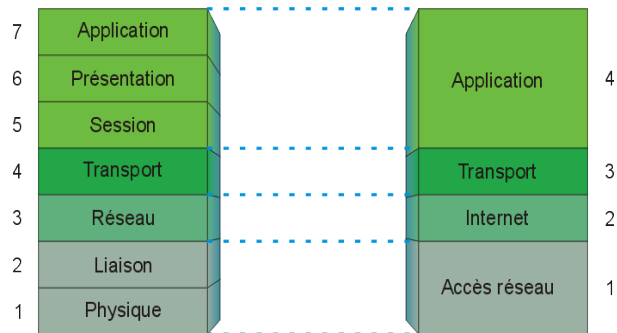 7 Application
6 Présentation
5 Session
4 Transport
3 Réseau
2 Liaison
1 Physique
Application 4
Transport 3
Internet 2
Accès réseau 1